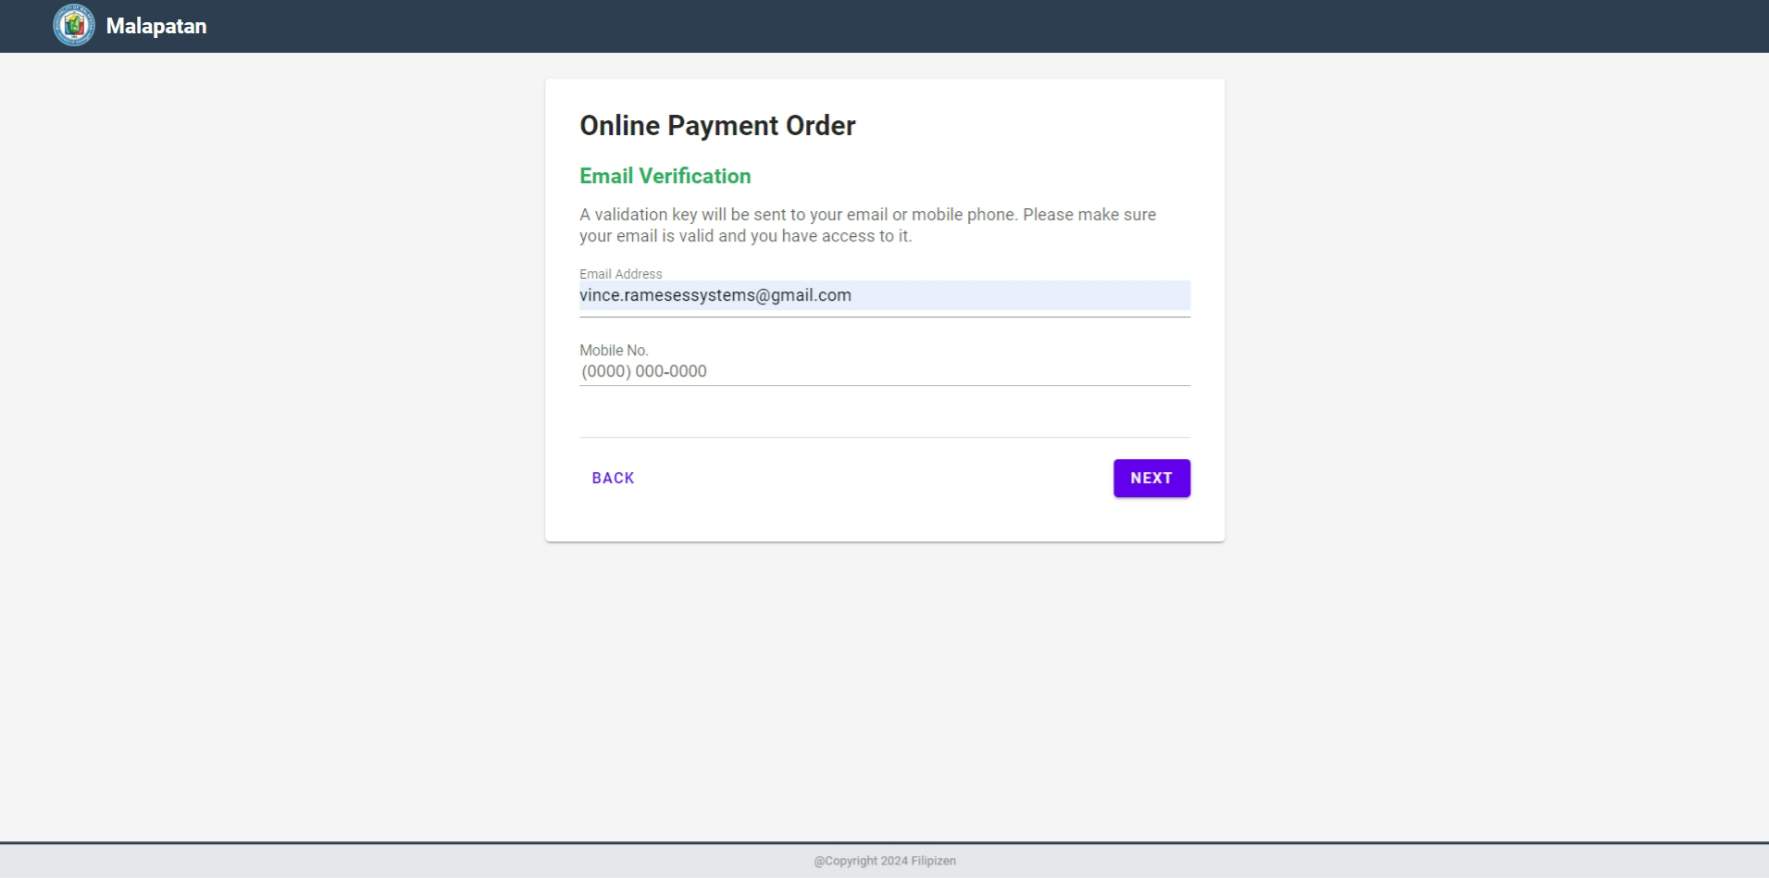 Malapatan
Online Payment Order
Email Verification
A validation key will be sent to your email or mobile phone. Please make sure
your email is valid and you have access to it.
Email Address
vince.ramesessystems@gmail.com
Mobile No.
(0000) 000-0000
BACK
NEXT
@Copyright 2024 Filipizen